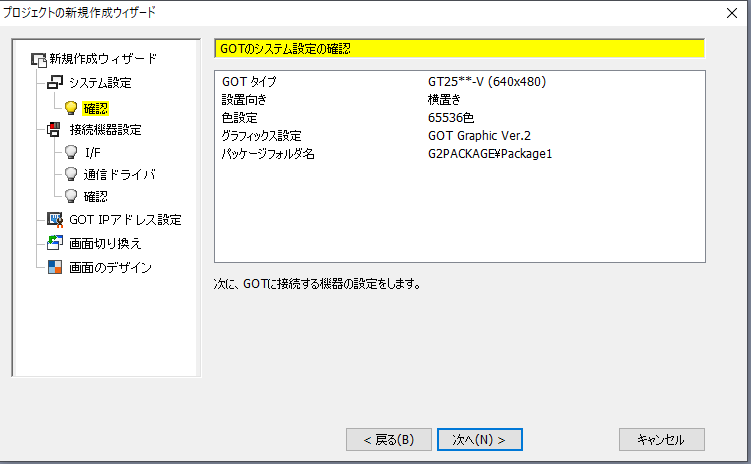 プロジェクトの新規作成ウィザード
新規作成ウィザード
システム設定
確認
接続機器設定
I/F
通信ドライバ
確認
GOT IPアドレス設定
画面切り換え
画面のデザイン
GOTのシステム設定の確認
GOT タイプ GT25**-V (640x480)
設置向き 横置き
色設定 65536色
グラフィックス設定 GOT Graphic Ver.2
パッケージフォルダ名 G2PACKAGE¥Package1
次に、GOTに接続する機器の設定をします。
< 戻る(B) 次へ(N) > キャンセル